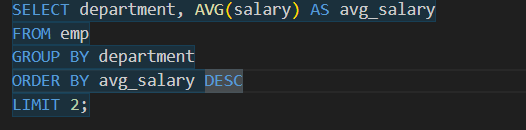 SELECT department, AVG(salary) AS avg_salary
FROM emp
GROUP BY department
ORDER BY avg_salary DESC
LIMIT 2;